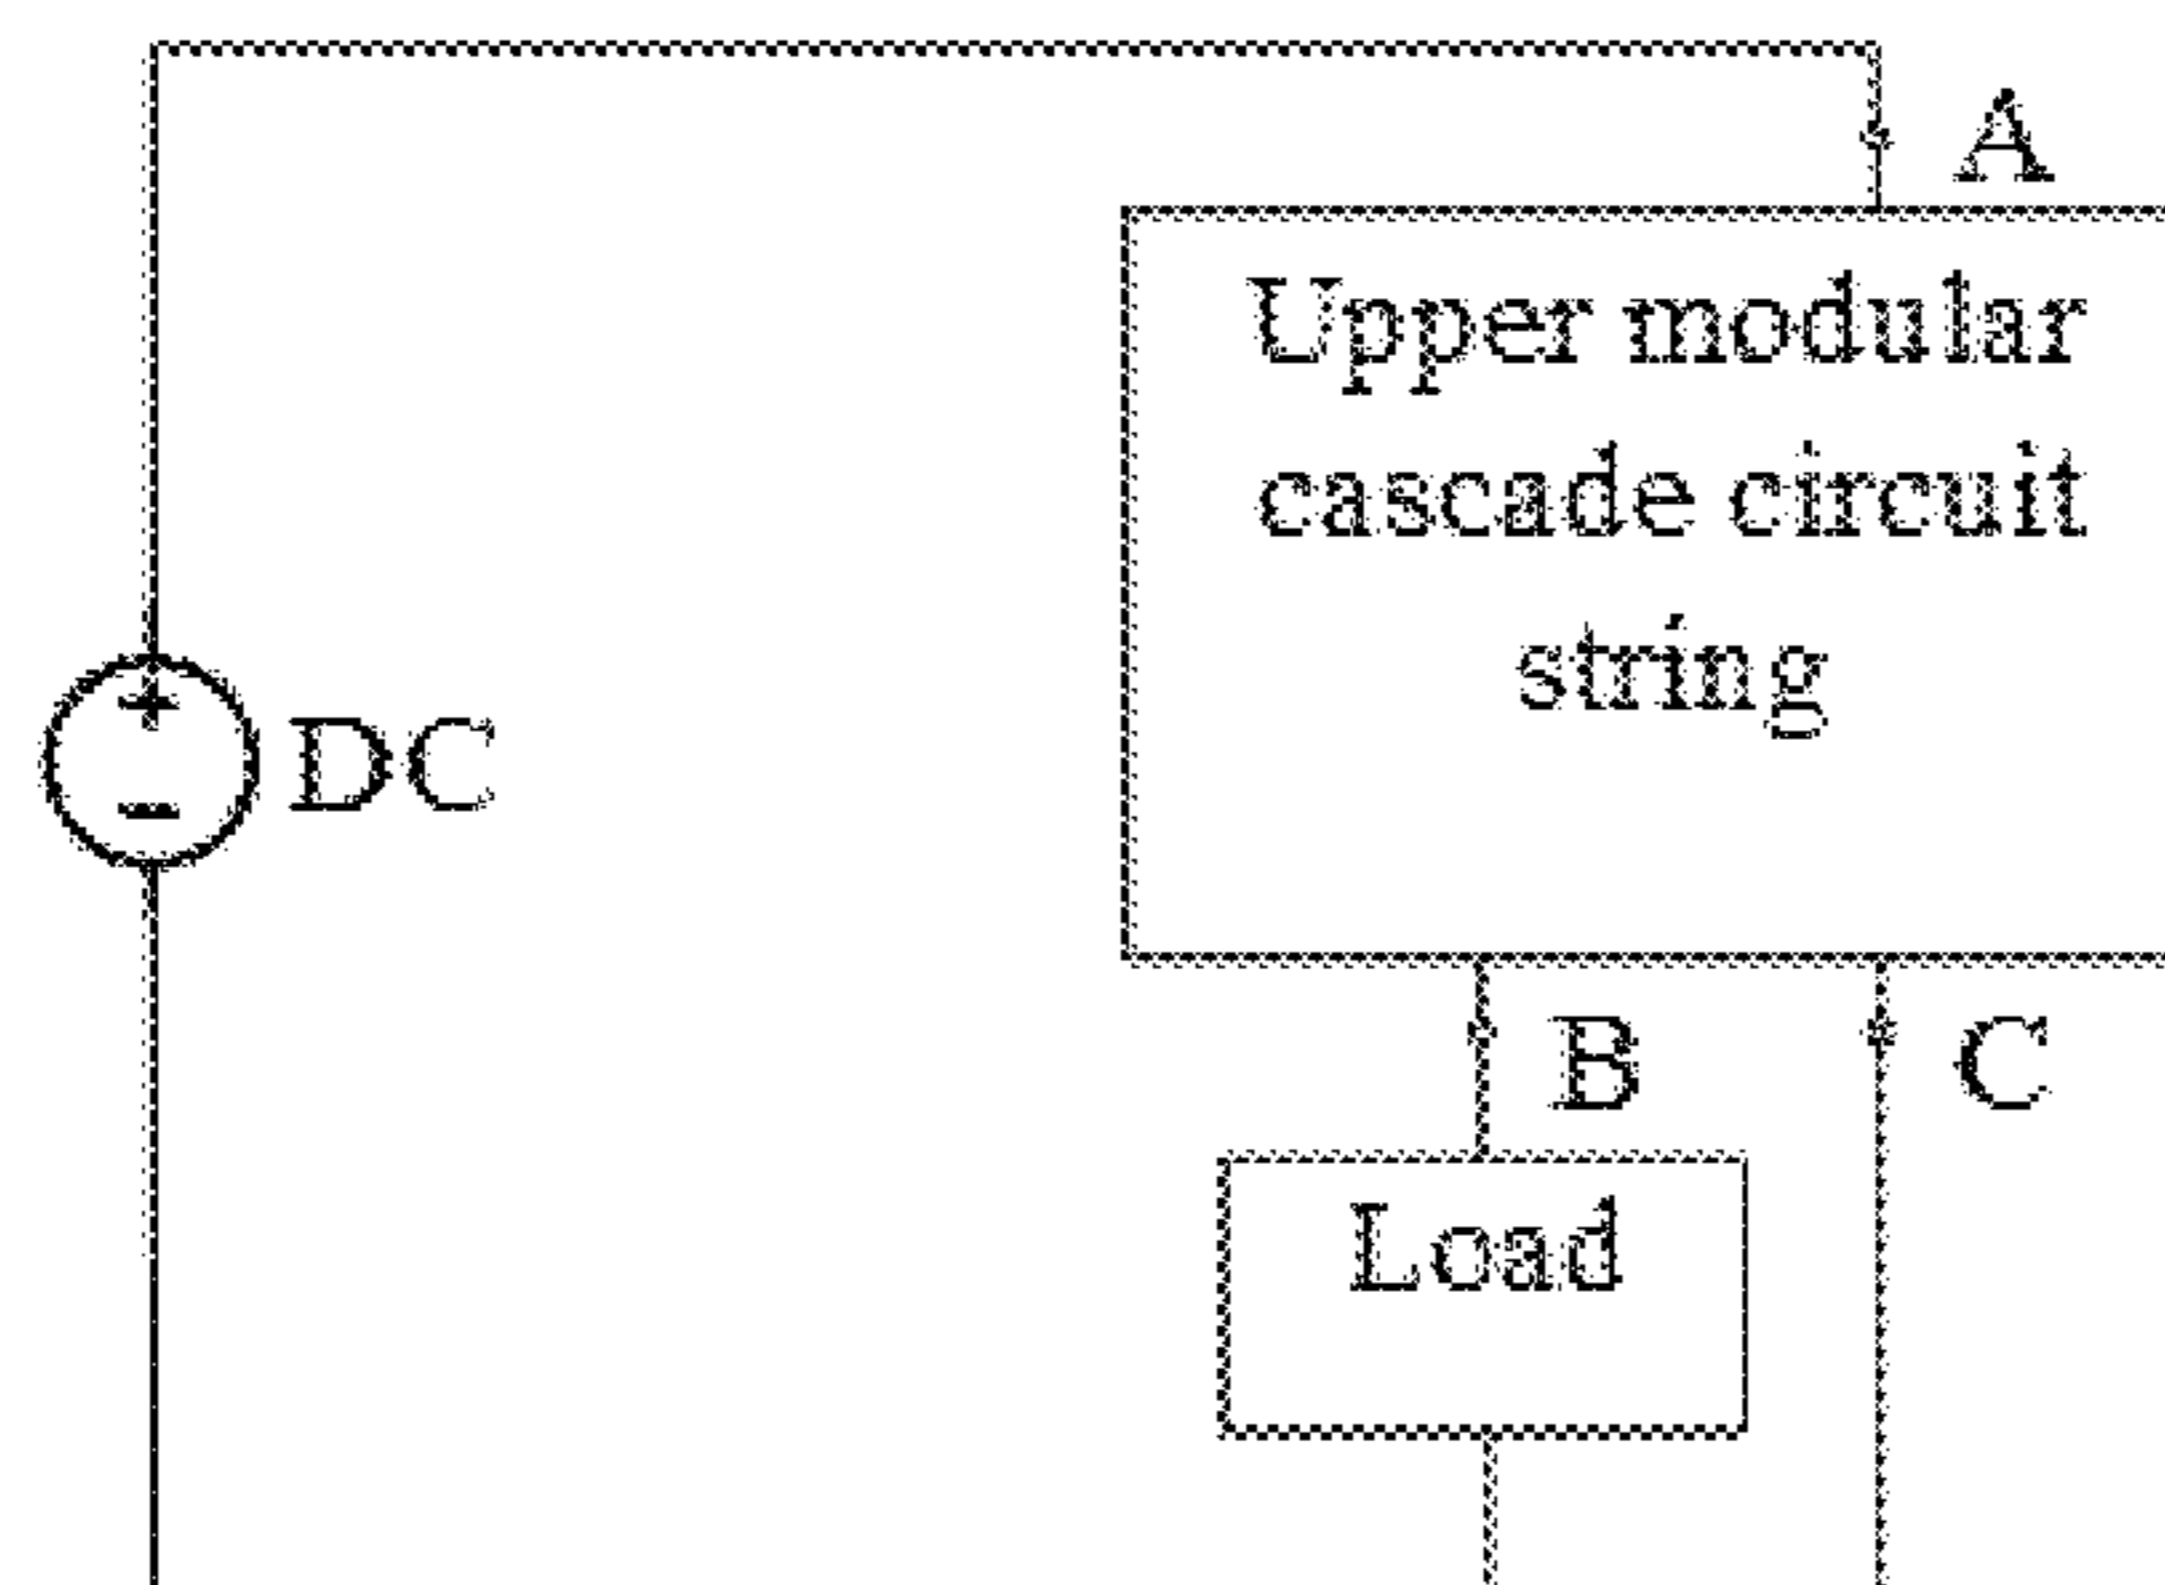 A
Upper modular
cascade circuit
string
+
DC
−
B
C
Load